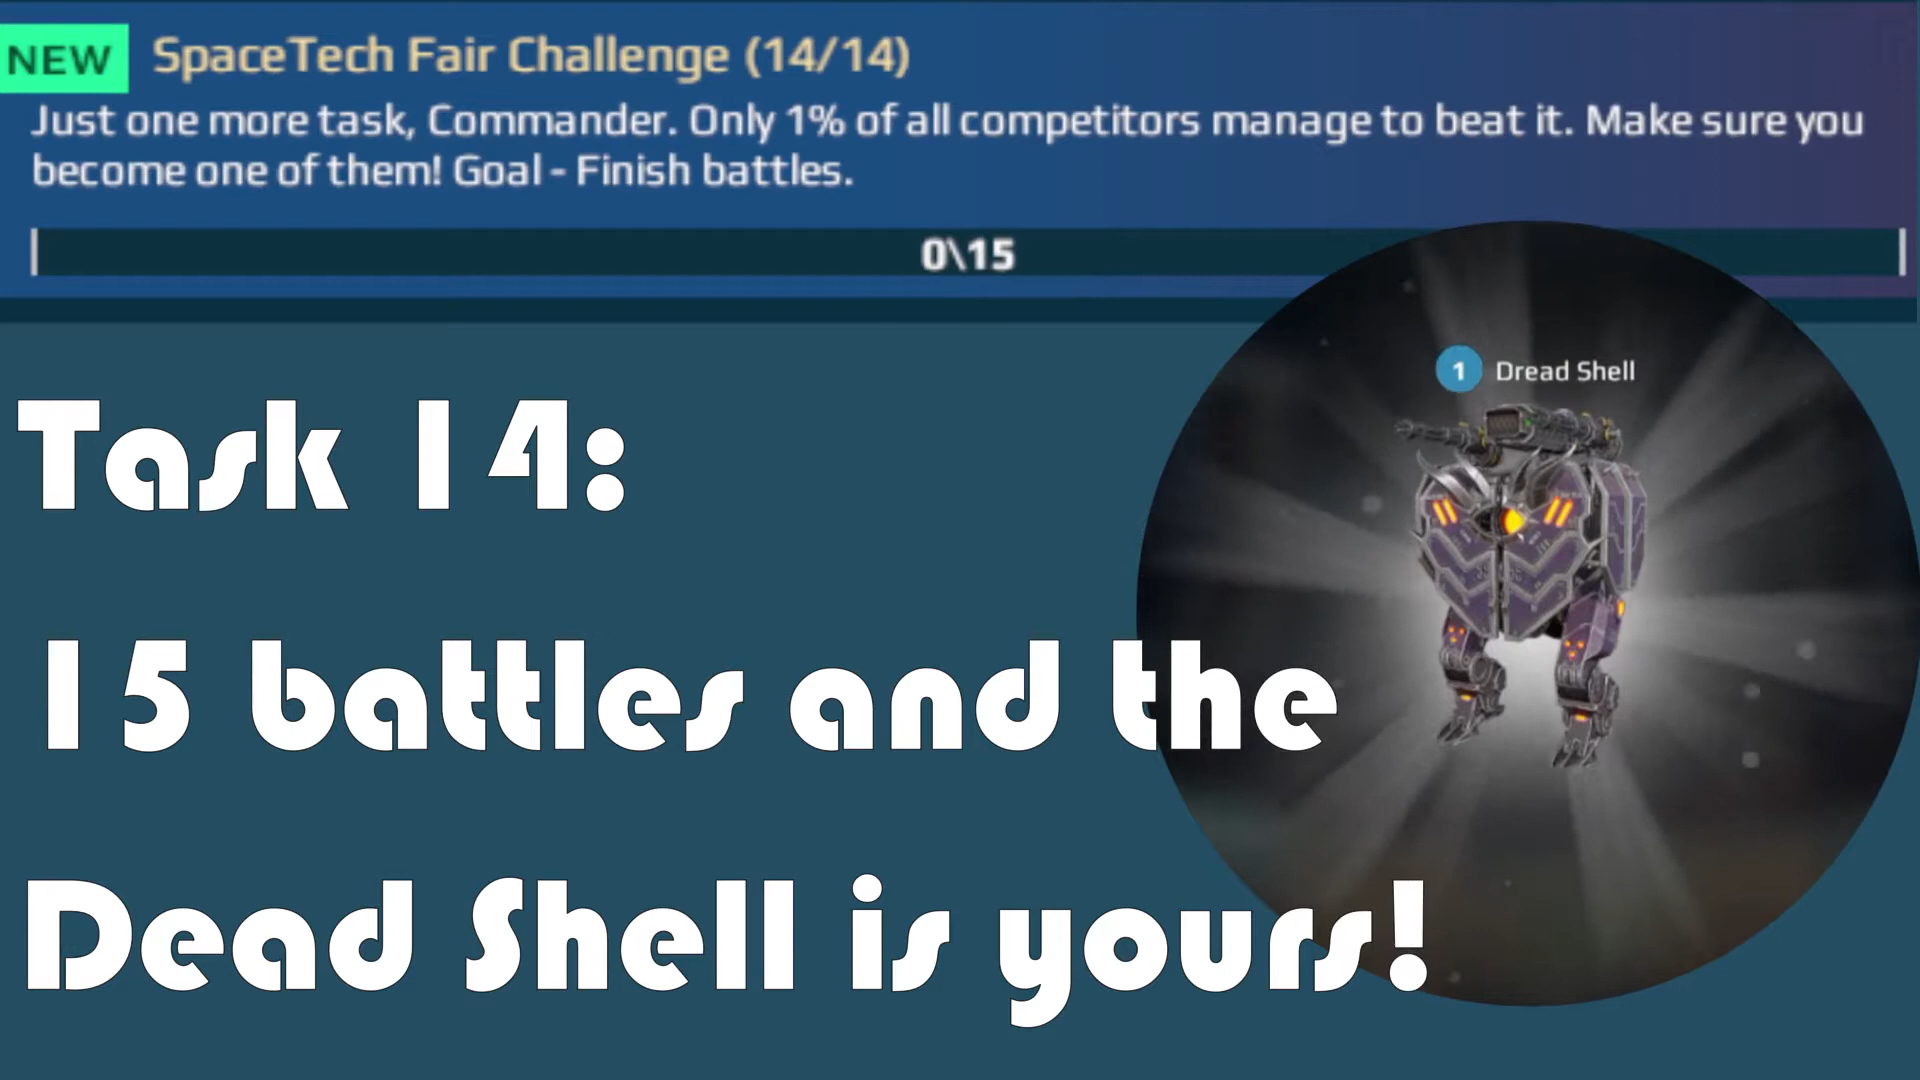 NEW SpaceTech Fair Challenge (14/14)
Just one more task, Commander. Only 1% of all competitors manage to beat it. Make sure you
become one of them! Goal - Finish battles.
0\15
1 Dread Shell
Task 14:
15 battles and the
Dead Shell is yours!